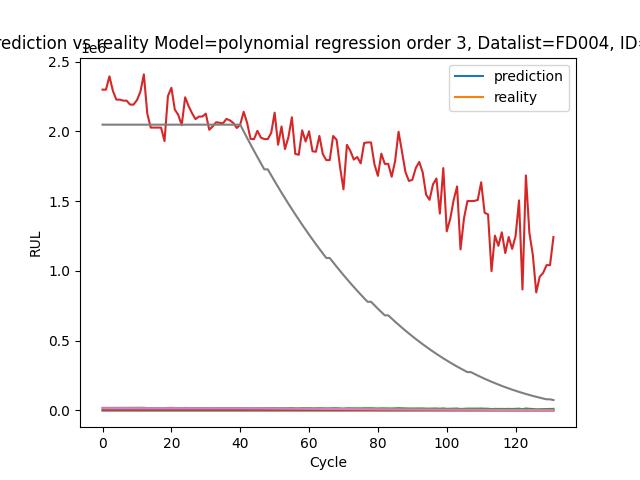 rediction vs reality Model=polynomial regression order 3, Datalist=FD004, ID=
1e6
2.5
2.0
1.5
1.0
0.5
0.0
RUL
prediction
reality
0 20 40 60 80 100 120
Cycle